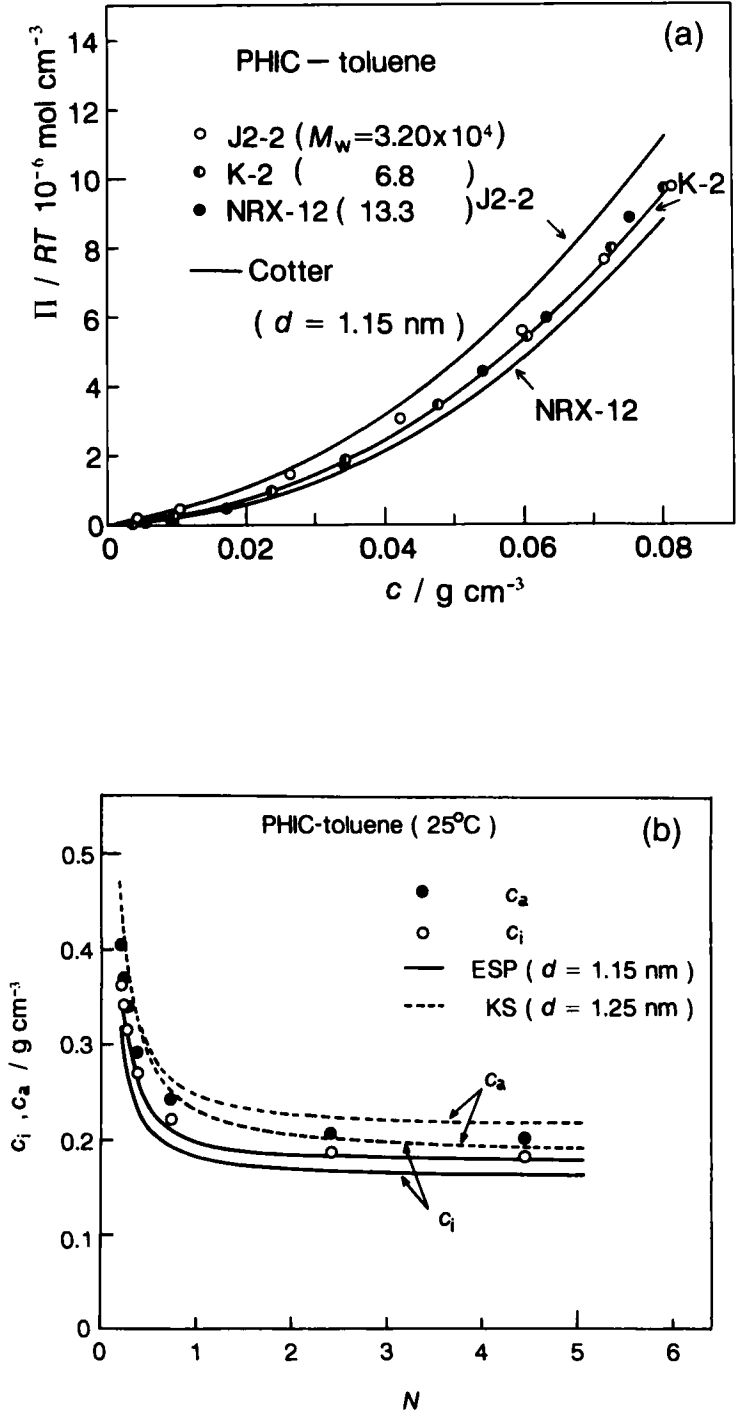 (a)
PHIC – toluene
○ J2-2 ( Mw=3.20x10⁴)
◐ K-2 ( 6.8 )
● NRX-12 ( 13.3 )
— Cotter
( d = 1.15 nm )
J2-2
K-2
NRX-12
14
12
10
8
6
4
2
0
Π / RT 10⁻⁶ mol cm⁻³
0 0.02 0.04 0.06 0.08
c / g cm⁻³
PHIC-toluene ( 25°C )
(b)
● ca
○ ci
— ESP ( d = 1.15 nm )
---- KS ( d = 1.25 nm )
ca
ci
0.5
0.4
0.3
0.2
0.1
0
ci , ca / g cm⁻³
0 1 2 3 4 5 6
N